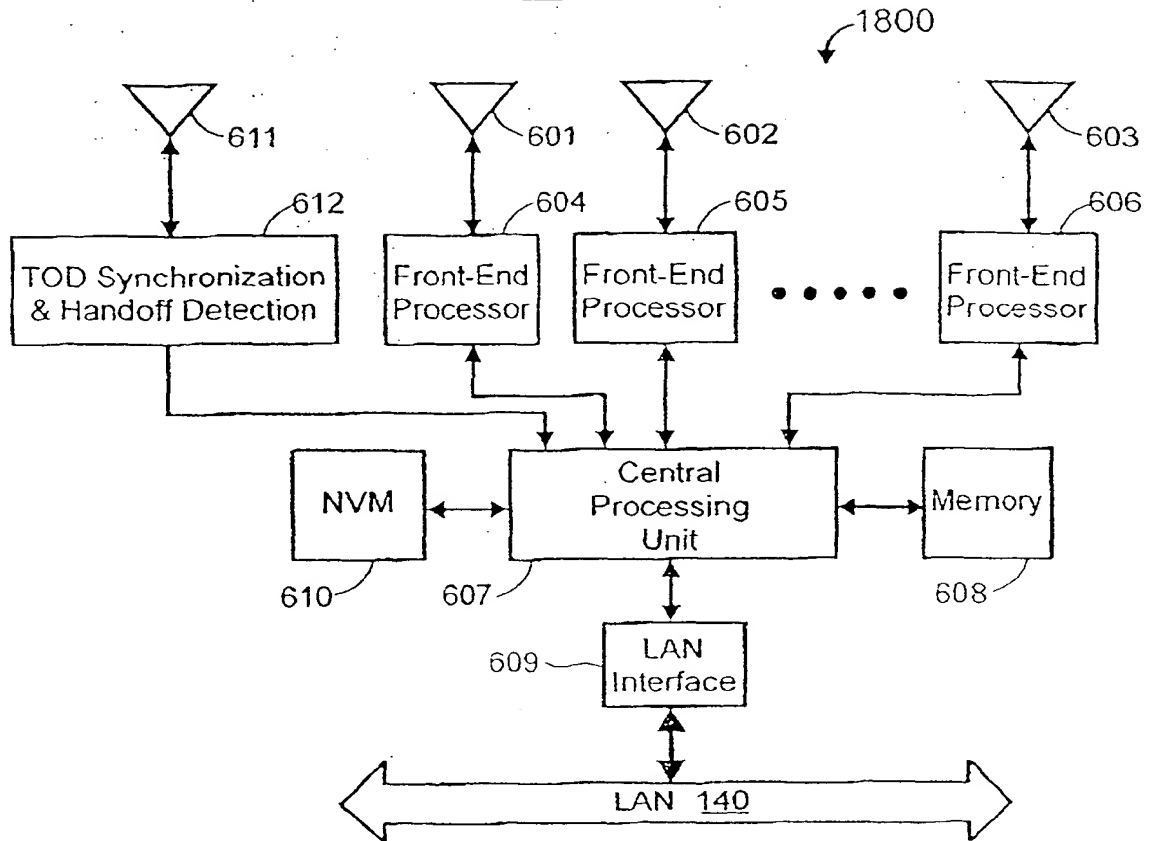 1800
611
601
602
603
612
604
605
606
TOD Synchronization
& Handoff Detection
Front-End
Processor
Front-End
Processor
Front-End
Processor
NVM
Central
Processing
Unit
Memory
610
607
608
609
LAN
Interface
LAN 140